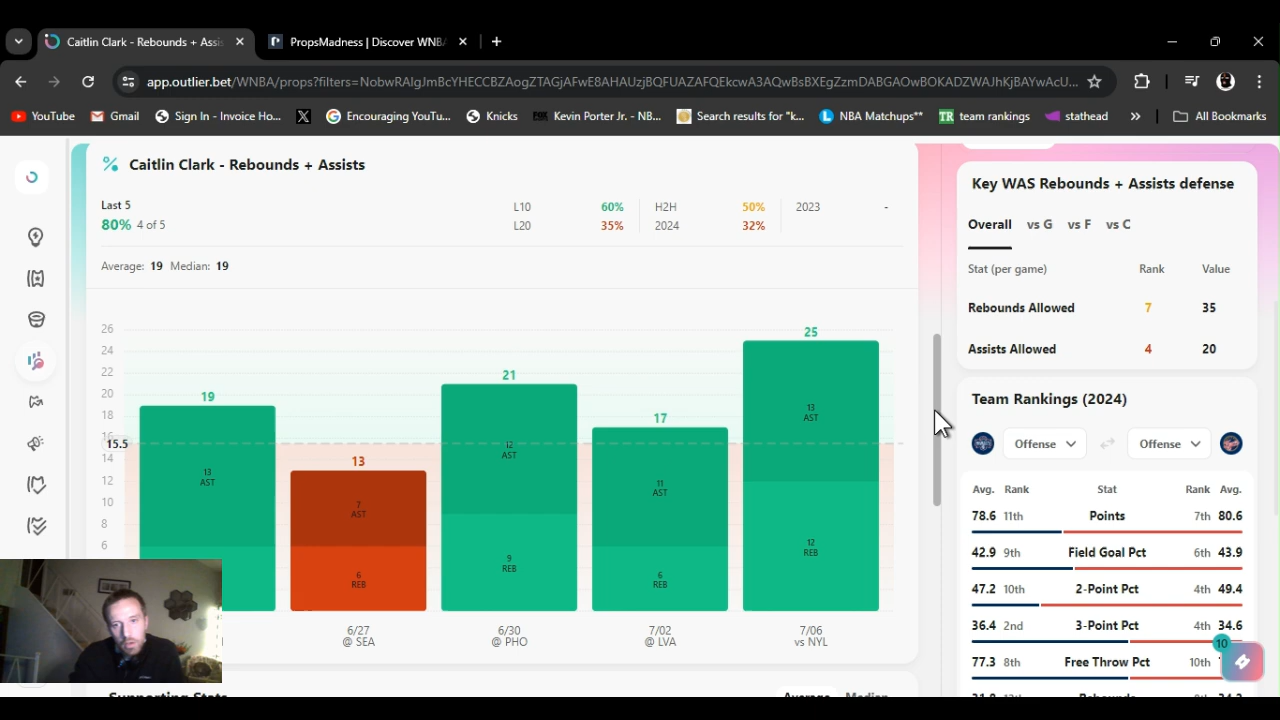 Caitlin Clark - Rebounds + Assis
PropsMadness | Discover WNB
app.outlier.bet/WNBA/props?filters=NobwRAlgJmBcYHECCBZAogZTAGjAFwE8AHAUzjBQFUAZAFQEkcwA3AQwBsBXEgZzmDABGAOwBOKADZWAJhKjBAYwAcU...
YouTube
Gmail
Sign In - Invoice Ho...
Encouraging YouTu...
Knicks
Kevin Porter Jr. - NB...
Search results for "k...
NBA Matchups**
TR team rankings
stathead
»
All Bookmarks
Caitlin Clark - Rebounds + Assists
Last 5
80% 4 of 5
L10 60% H2H 50% 2023 -
L20 35% 2024 32%
Average: 19 Median: 19
26
24
22
20
18
16
15.5
14
12
10
8
6
19
13
AST
13
7
AST
6
REB
21
12
AST
9
REB
17
11
AST
6
REB
25
13
AST
12
REB
6/27
@ SEA
6/30
@ PHO
7/02
@ LVA
7/06
vs NYL
Key WAS Rebounds + Assists defense
Overall vs G vs F vs C
Stat (per game) Rank Value
Rebounds Allowed 7 35
Assists Allowed 4 20
Team Rankings (2024)
Offense Offense
Avg. Rank Stat Rank Avg.
78.6 11th Points 7th 80.6
42.9 9th Field Goal Pct 6th 43.9
47.2 10th 2-Point Pct 4th 49.4
36.4 2nd 3-Point Pct 4th 34.6
10
77.3 8th Free Throw Pct 10th
Supporting Stats
Average Median